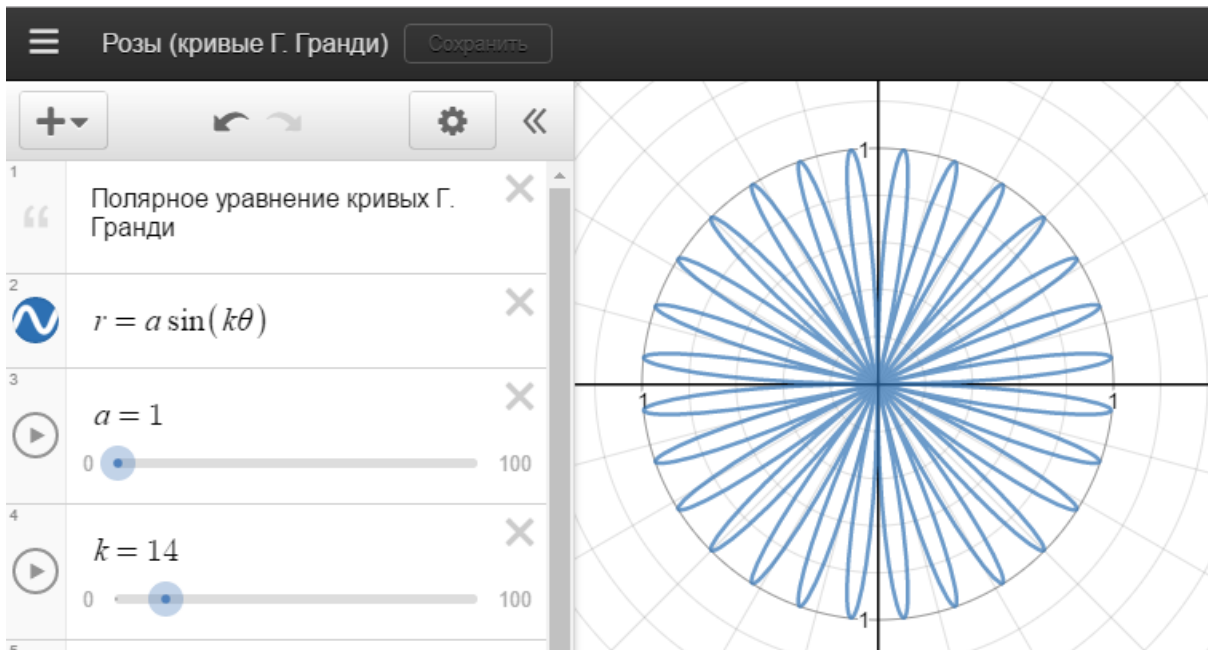 Розы (кривые Г. Гранди)
Сохранить
1
Полярное уравнение кривых Г.
Гранди
2
r = a sin(kθ)
3
a = 1
0
100
4
k = 14
0
100
5
1
1
1
1